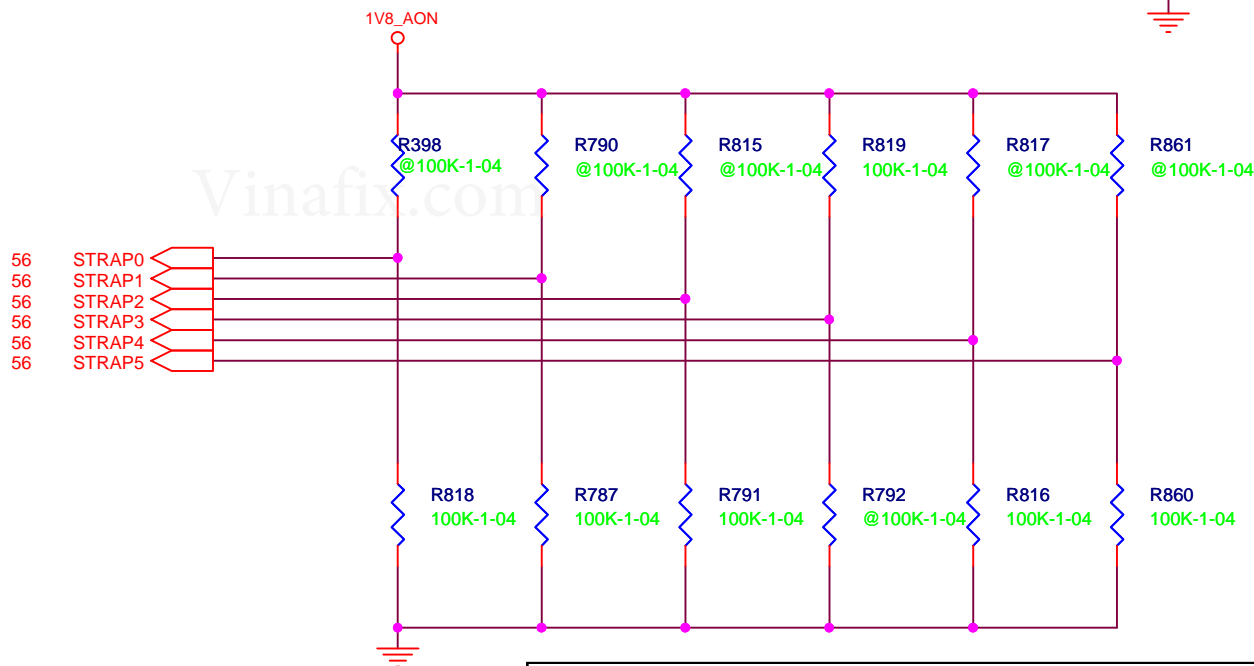 1V8_AON
R398 R790 R815 R819 R817 R861
@100K-1-04 @100K-1-04 @100K-1-04 100K-1-04 @100K-1-04 @100K-1-04
Vinafix.com
56 STRAP0
56 STRAP1
56 STRAP2
56 STRAP3
56 STRAP4
56 STRAP5
R818 R787 R791 R792 R816 R860
100K-1-04 100K-1-04 100K-1-04 @100K-1-04 100K-1-04 100K-1-04